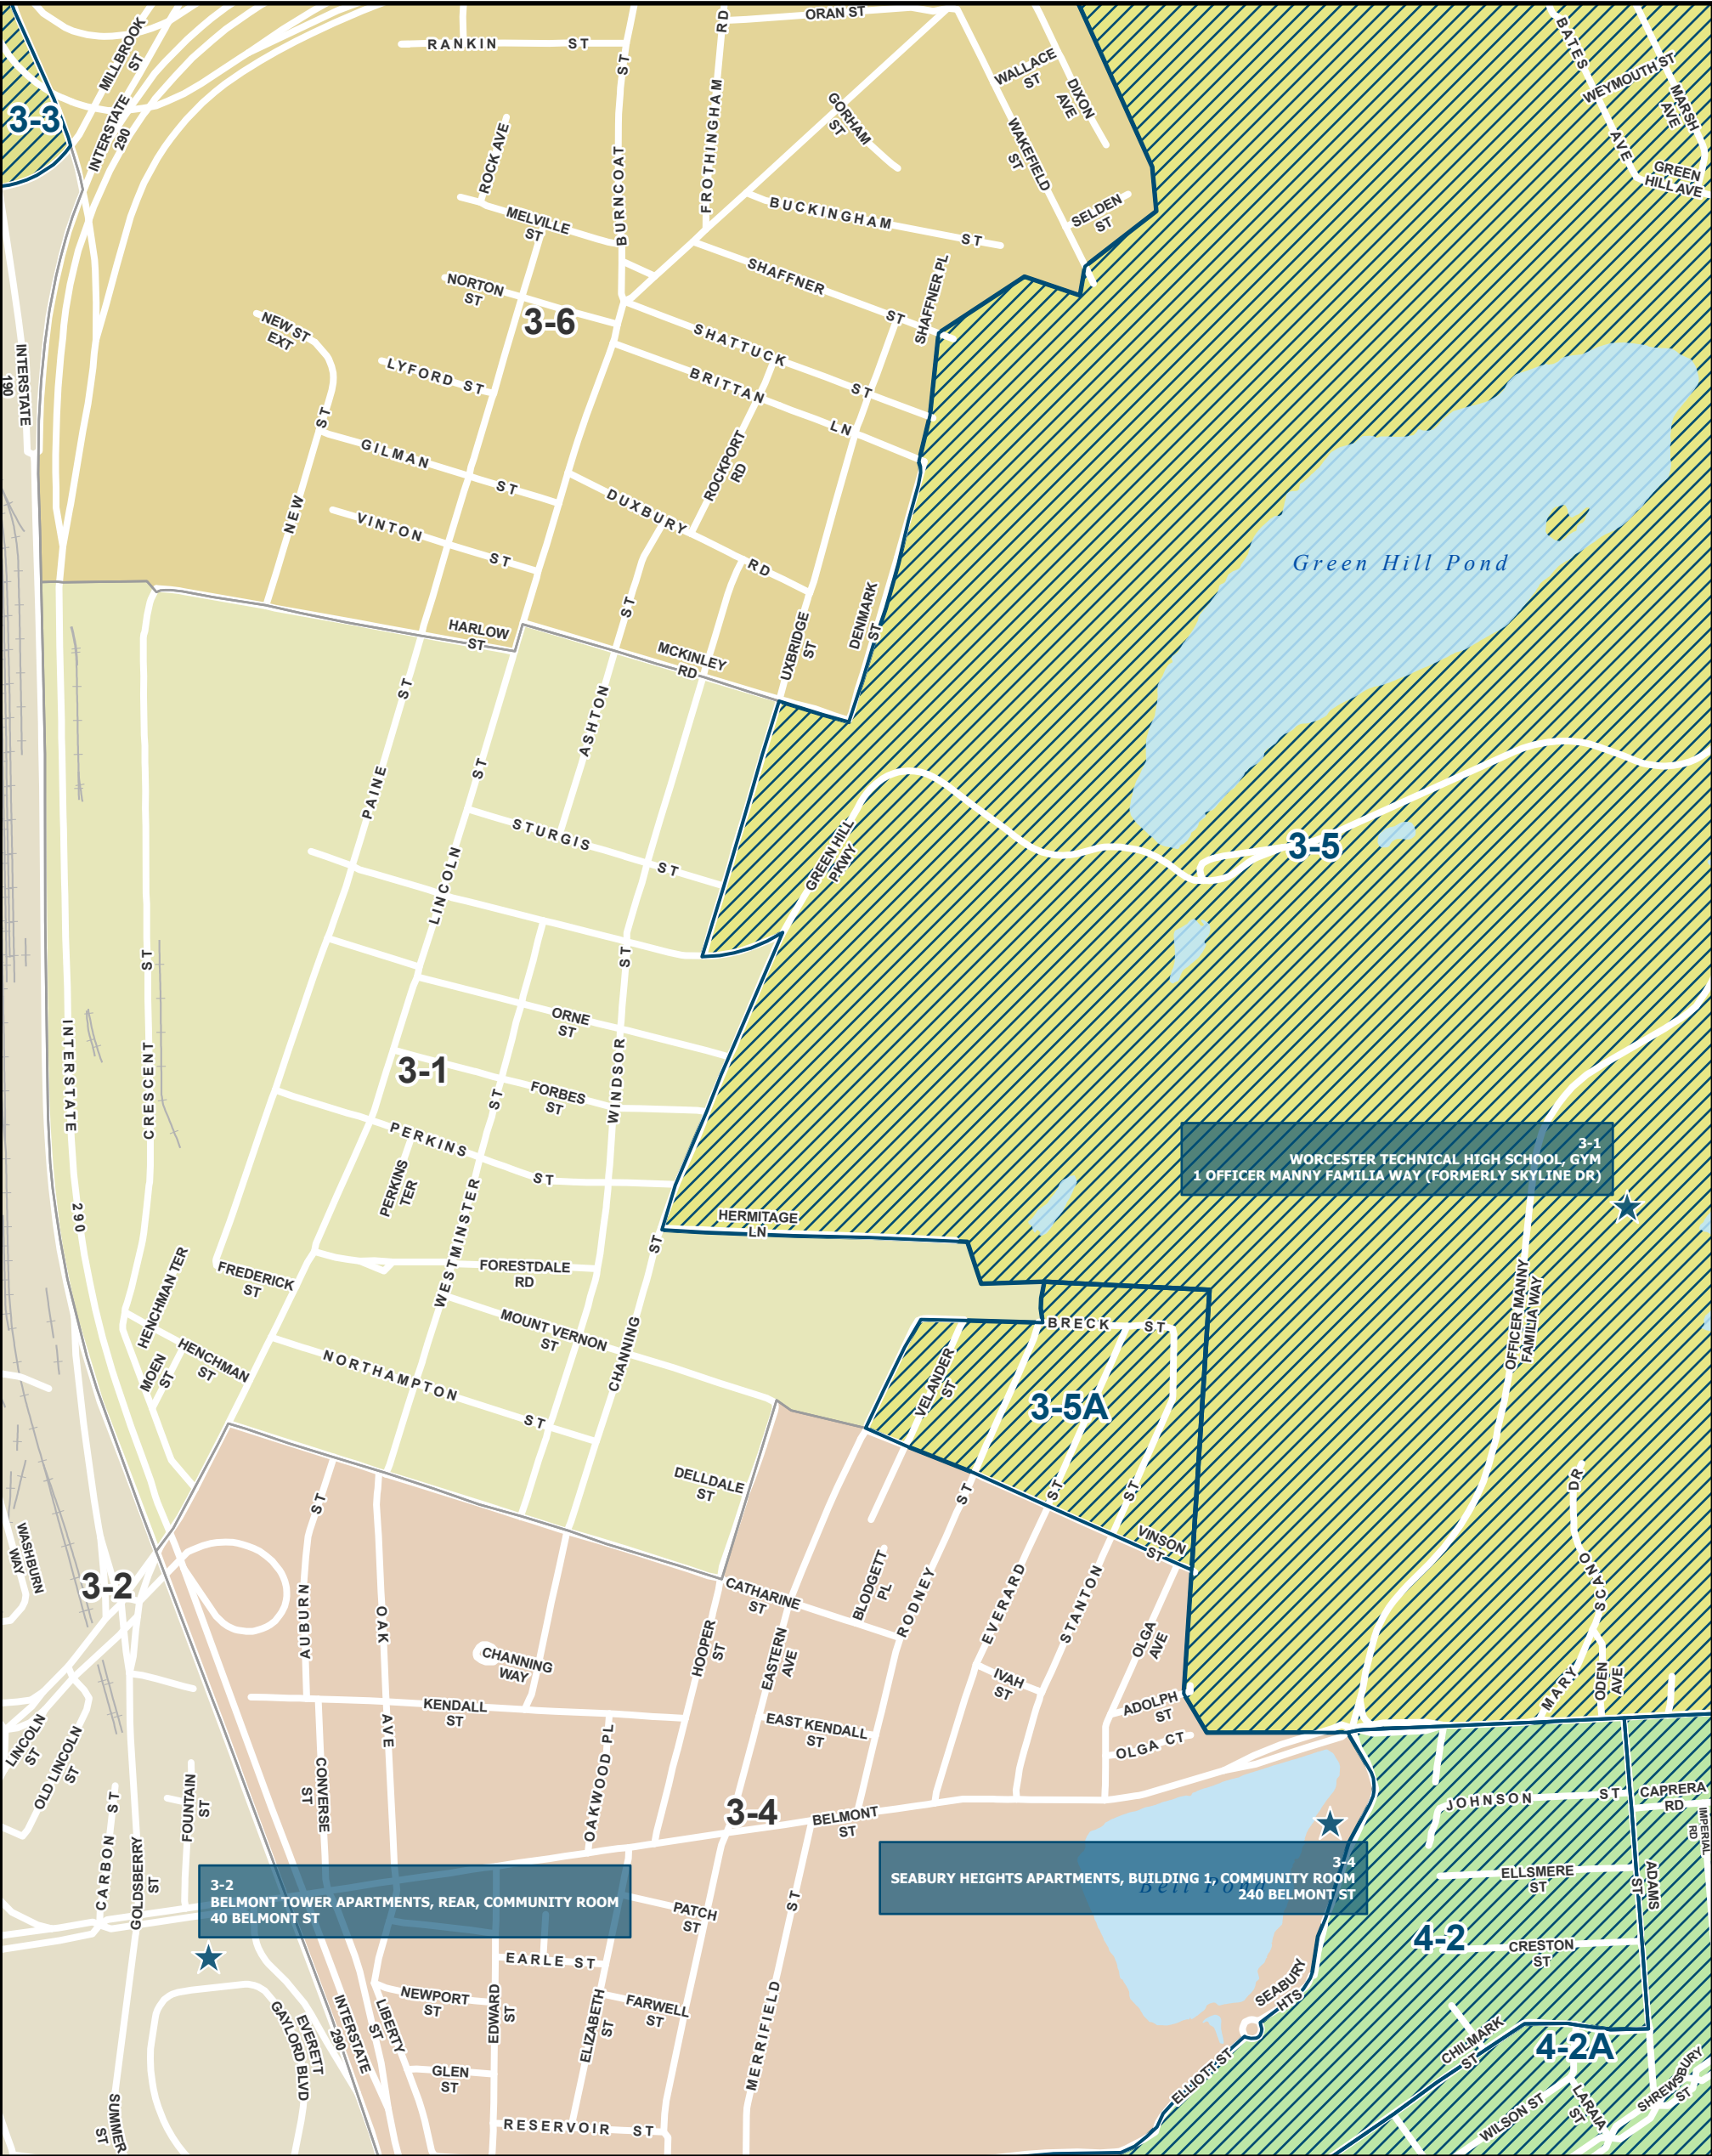 ORAN ST
RD
RANKIN ST
MILLBROOK
ST
INTERSTATE
290
3-3
ST
WALLACE
ST
DIXON
AVE
BATES
AVE
WEYMOUTH ST
MARSH
AVE
GREEN
HILL AVE
GORHAM
ST
ROCK AVE
BURNCOAT
FROTHINGHAM
WAKEFIELD
ST
SELDEN
ST
MELVILLE
ST
BUCKINGHAM
ST
SHAFFNER
ST
SHAFFNER PL
NORTON
ST
3-6
NEW ST
EXT
SHATTUCK
ST
BRITTAN
LN
LYFORD ST
INTERSTATE
190
ST
GILMAN
ST
NEW
VINTON
ST
ROCKPORT
RD
DUXBURY
RD
Green Hill Pond
ST
HARLOW
ST
MCKINLEY
RD
UXBRIDGE
ST
DENMARK
ST
ST
ASHTON
PAINE
ST
STURGIS
ST
LINCOLN
GREEN HILL
PKWY
3-5
ST
ST
INTERSTATE
290
CRESCENT
ORNE
ST
3-1
FORBES
ST
ST
WINDSOR
PERKINS
ST
PERKINS
TER
3-1
WORCESTER TECHNICAL HIGH SCHOOL, GYM
1 OFFICER MANNY FAMILIA WAY (FORMERLY SKYLINE DR)
HERMITAGE
LN
WESTMINSTER
ST
FORESTDALE
RD
FREDERICK
ST
HENCHMAN TER
HENCHMAN
ST
MOEN
ST
MOUNT VERNON
ST
CHANNING
NORTHAMPTON
ST
OFFICER MANNY
FAMILIA WAY
BRECK ST
VELANDER
ST
3-5A
DELLDALE
ST
ST
ST
ST
ST
VINSON
ST
DR
SCANO
MARY
ODEN
AVE
WASHBURN
WAY
3-2
AUBURN
OAK
AVE
CATHARINE
ST
BLODGETT
PL
RODNEY
EVERARD
STANTON
OLGA
AVE
HOOPER
ST
EASTERN
AVE
CHANNING
WAY
IVAH
ST
ADOLPH
ST
OLGA CT
KENDALL
ST
EAST KENDALL
ST
LINCOLN
ST
OLD LINCOLN
ST
CONVERSE
ST
OAKWOOD PL
3-4
BELMONT
ST
FOUNTAIN
ST
ST
CARBON
GOLDSBERRY
ST
JOHNSON ST
CAPRERA
RD
IMPERIAL
RD
3-2
BELMONT TOWER APARTMENTS, REAR, COMMUNITY ROOM
40 BELMONT ST
3-4
SEABURY HEIGHTS APARTMENTS, BUILDING 1, COMMUNITY ROOM
240 BELMONT ST
Bell Pond
ELLSMERE
ST
ADAMS
ST
4-2
CRESTON
ST
PATCH
ST
ST
EARLE ST
NEWPORT
ST
EDWARD
ST
ELIZABETH
ST
FARWELL
ST
MERRIFIELD
SEABURY
HTS
GAYLORD BLVD
EVERETT
INTERSTATE
290
LIBERTY
ST
CHILMARK
ST
4-2A
ELLIOTT ST
GLEN
ST
WILSON ST
LARAIA
ST
SHREWSBURY
ST
SUMMER
ST
RESERVOIR ST